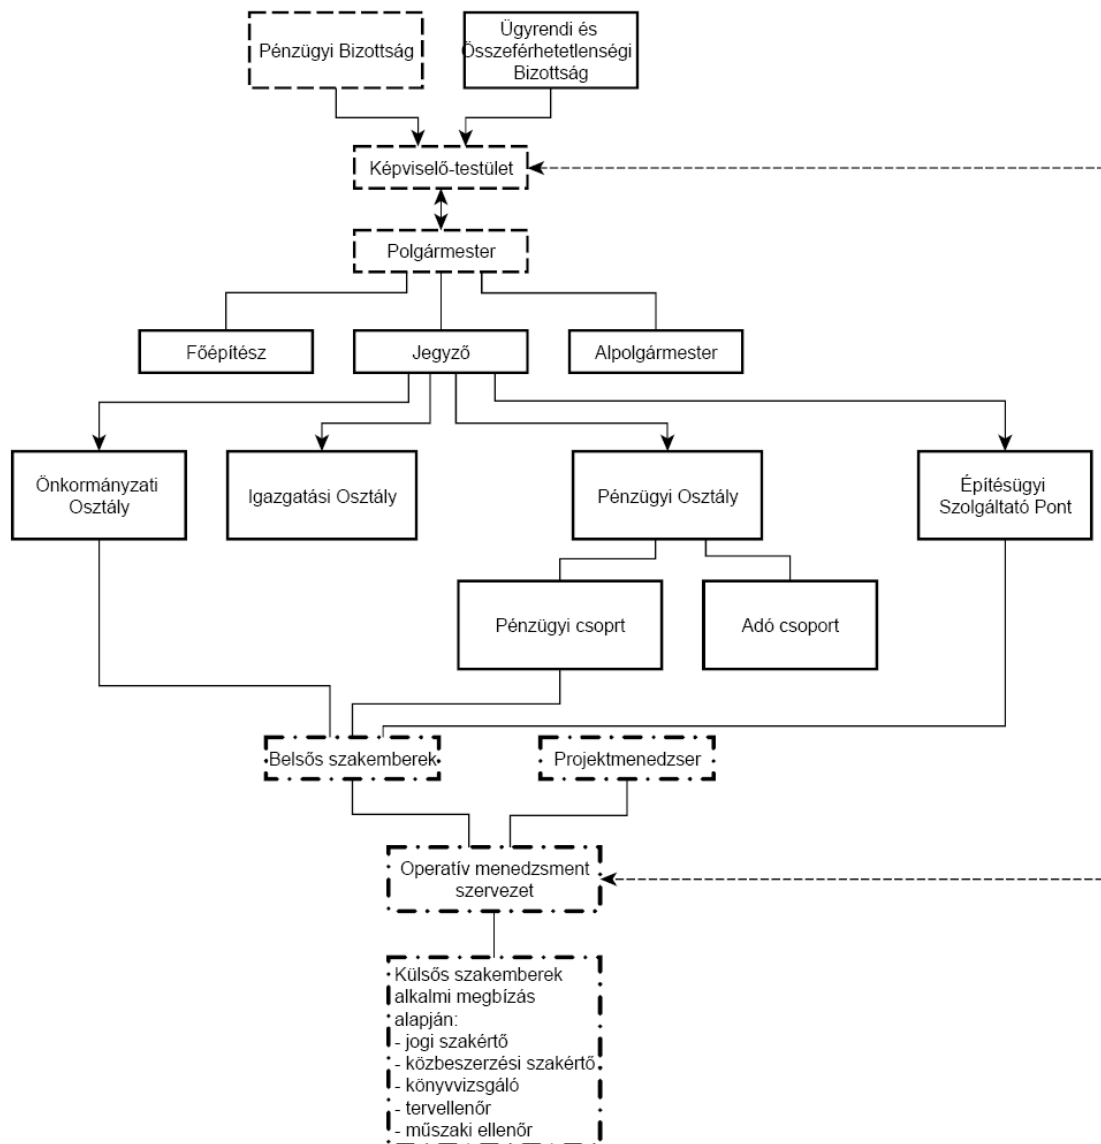 Pénzügyi Bizottság
Ügyrendi és
Összeférhetetlenségi
Bizottság
Képviselő-testület
Polgármester
Főépítész
Jegyző
Alpolgármester
Önkormányzati
Osztály
Igazgatási Osztály
Pénzügyi Osztály
Építésügyi
Szolgáltató Pont
Pénzügyi csoprt
Adó csoport
Belsős szakemberek
Projektmenedzser
Operatív menedzsment
szervezet
Külsős szakemberek
alkalmi megbízás
alapján:
- jogi szakértő
- közbeszerzési szakértő
- könyvvizsgáló
- tervellenőr
- műszaki ellenőr